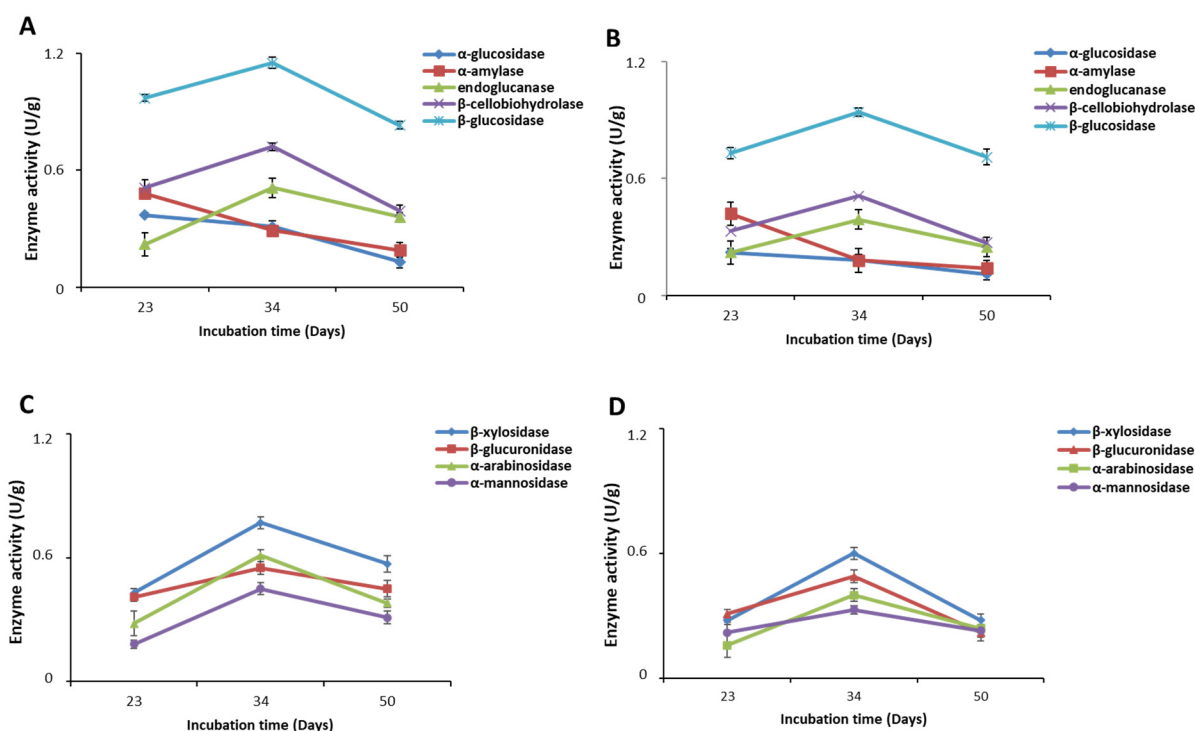 A
α-glucosidase
α-amylase
endoglucanase
β-cellobiohydrolase
β-glucosidase
Enzyme activity (U/g)
1.2
0.6
0
23
34
50
Incubation time (Days)
B
α-glucosidase
α-amylase
endoglucanase
β-cellobiohydrolase
β-glucosidase
Enzyme activity (U/g)
1.2
0.6
0
23
34
50
Incubation time (Days)
C
β-xylosidase
β-glucuronidase
α-arabinosidase
α-mannosidase
Enzyme activity (U/g)
1.2
0.6
0
23
34
50
Incubation time (Days)
D
β-xylosidase
β-glucuronidase
α-arabinosidase
α-mannosidase
Enzyme activity (U/g)
1.2
0.6
0
23
34
50
Incubation time (Days)